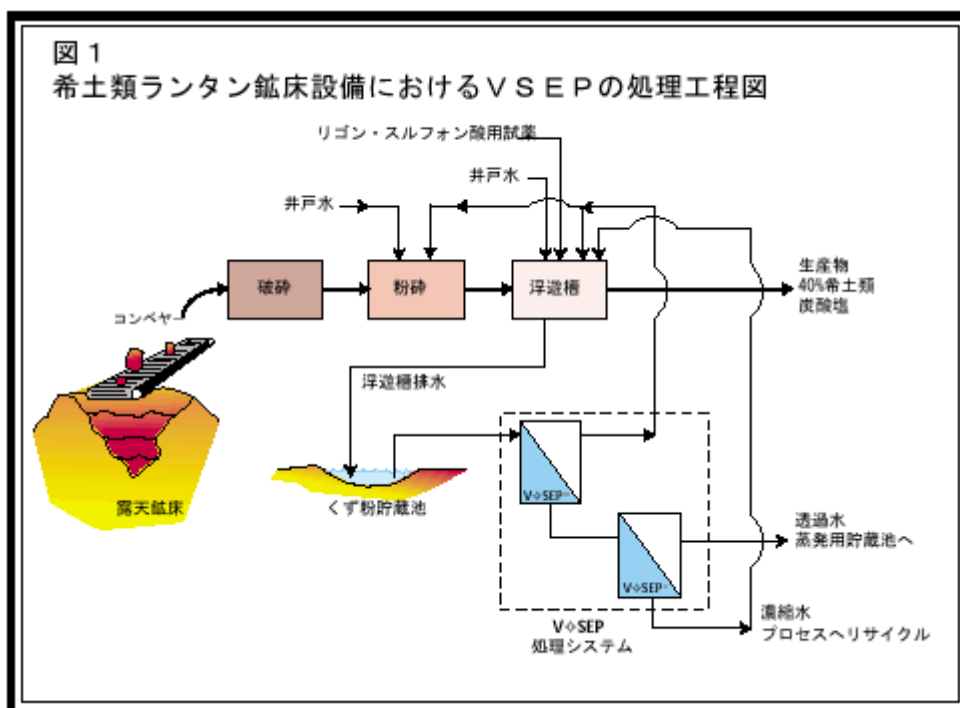 図1
希土類ランタン鉱床設備におけるVSEPの処理工程図
リゴン・スルフォン酸用試薬
井戸水
井戸水
破砕
粉砕
浮遊槽
生産物
40%希土類
炭酸塩
コンベヤー
浮遊槽排水
露天鉱床
くず粉貯蔵池
V◇SEP
V◇SEP
透過水
蒸発用貯蔵池へ
V◇SEP
処理システム
濃縮水
プロセスへリサイクル